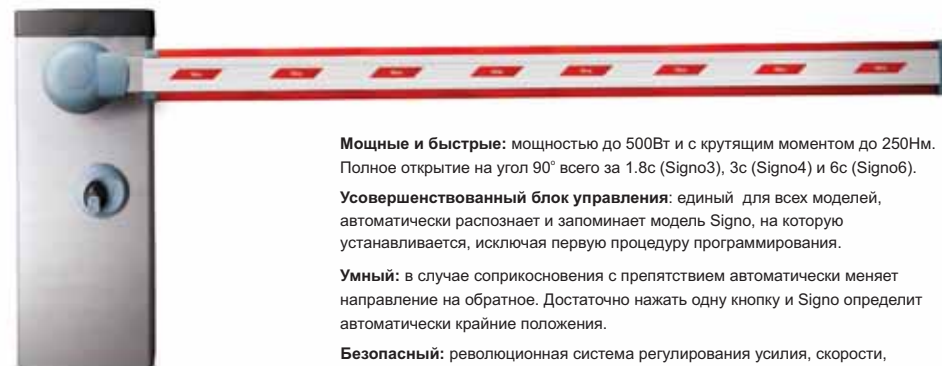 Мощные и быстрые: мощностью до 500Вт и с крутящим моментом до 250Нм.
Полное открытие на угол 90° всего за 1.8с (Signo3), 3с (Signo4) и 6с (Signo6).
Усовершенствованный блок управления: единый для всех моделей,
автоматически распознает и запоминает модель Signo, на которую
устанавливается, исключая первую процедуру программирования.
Умный: в случае соприкосновения с препятствием автоматически меняет
направление на обратное. Достаточно нажать одну кнопку и Signo определит
автоматически крайние положения.
Безопасный: революционная система регулирования усилия, скорости,